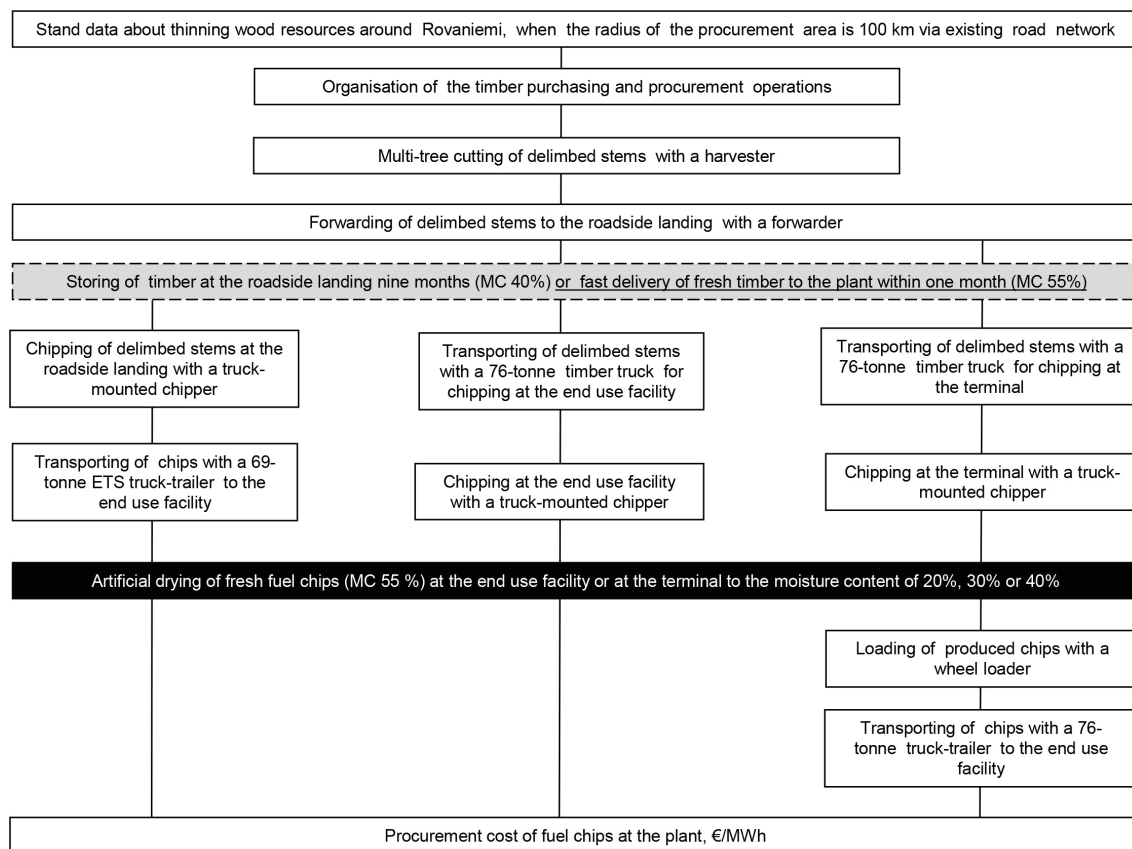 Stand data about thinning wood resources around Rovaniemi, when the radius of the procurement area is 100 km via existing road network
Organisation of the timber purchasing and procurement operations
Multi-tree cutting of delimbed stems with a harvester
Forwarding of delimbed stems to the roadside landing with a forwarder
Storing of timber at the roadside landing nine months (MC 40%) or fast delivery of fresh timber to the plant within one month (MC 55%)
Chipping of delimbed stems at the
roadside landing with a truck-
mounted chipper
Transporting of delimbed stems
with a 76-tonne timber truck for
chipping at the end use facility
Transporting of delimbed stems with a
76-tonne timber truck for chipping at
the terminal
Transporting of chips with a 69-
tonne ETS truck-trailer to the
end use facility
Chipping at the end use facility
with a truck-mounted chipper
Chipping at the terminal with a truck-
mounted chipper
Artificial drying of fresh fuel chips (MC 55 %) at the end use facility or at the terminal to the moisture content of 20%, 30% or 40%
Loading of produced chips with a
wheel loader
Transporting of chips with a 76-
tonne truck-trailer to the end use
facility
Procurement cost of fuel chips at the plant, €/MWh